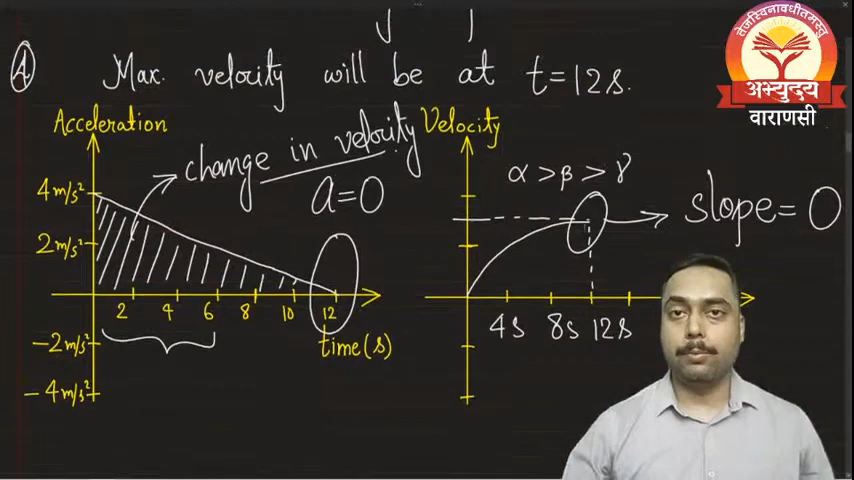 तेजस्विनावधीतमस्तु
अभ्युदय
वाराणसी
A
Max. velocity will be at t=12s.
Acceleration
change in velority
Velocity
4m/s²
a=0
α > β > γ
slope= 0
2m/s²
2 4 6 8 10 12
4s 8s 12s
-2m/s²
time(s)
-4m/s²